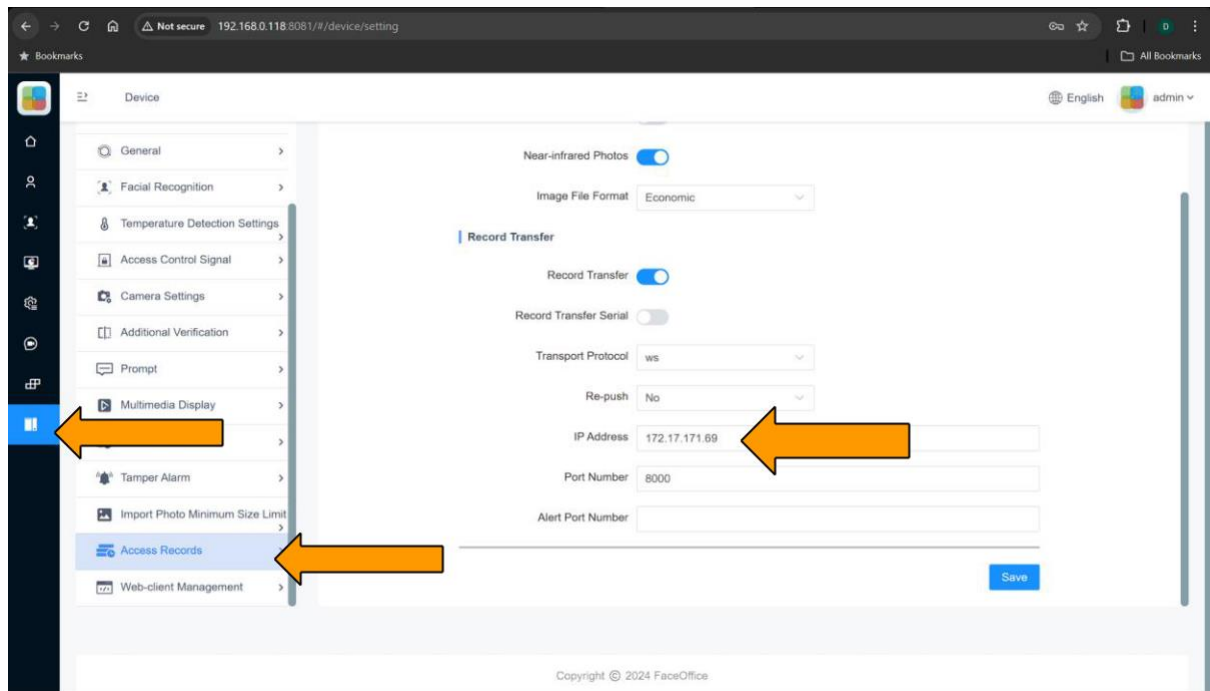 Not secure 192.168.0.118:8081/#/device/setting
D
Bookmarks
All Bookmarks
Device
English
admin
General
Facial Recognition
Temperature Detection Settings
Access Control Signal
Camera Settings
Additional Verification
Prompt
Multimedia Display
Tamper Alarm
Import Photo Minimum Size Limit
Access Records
Web-client Management
Near-infrared Photos
Image File Format Economic
Record Transfer
Record Transfer
Record Transfer Serial
Transport Protocol ws
Re-push No
IP Address 172.17.171.69
Port Number 8000
Alert Port Number
Save
Copyright © 2024 FaceOffice